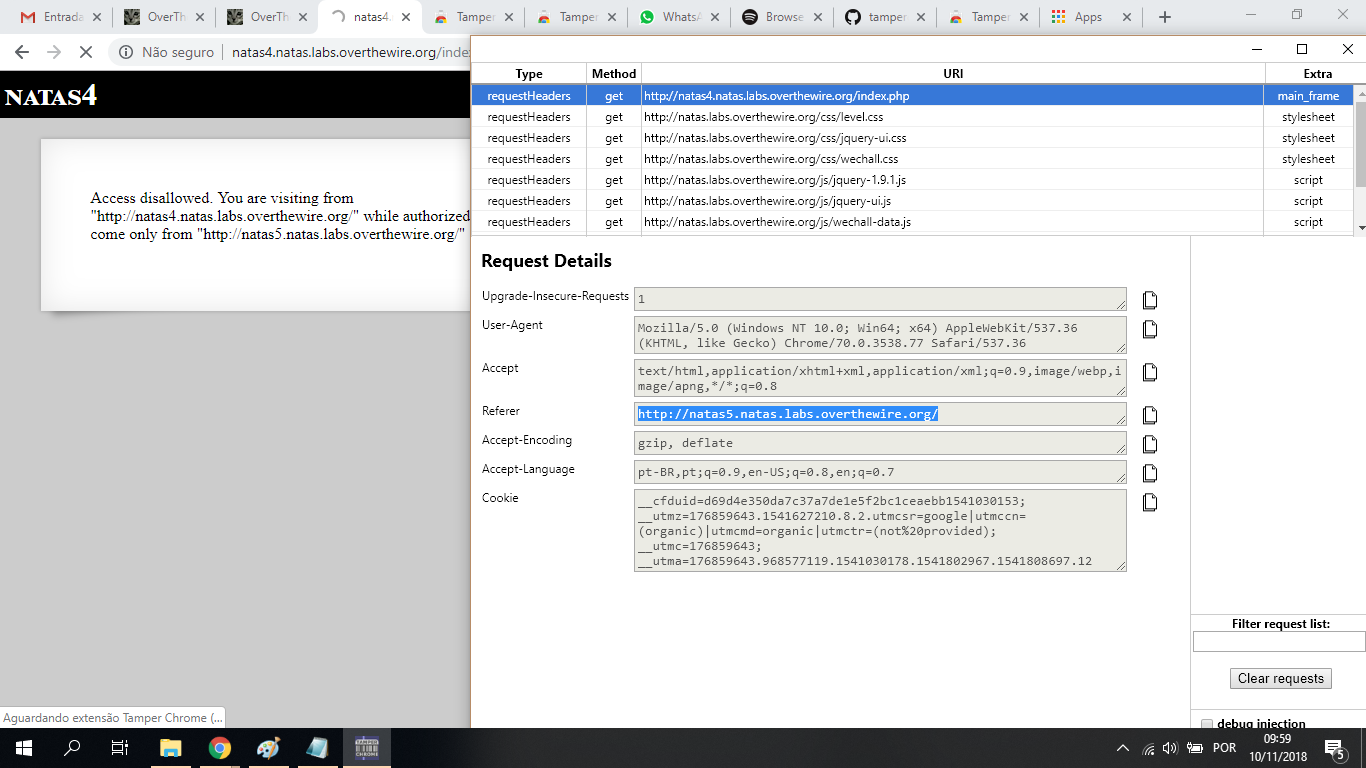 Entrada
OverTh
OverTh
natas4.
Tamper
Tamper
WhatsA
Browse
tamper
Tamper
Apps
Não seguro
natas4.natas.labs.overthewire.org/index
NATAS4
Access disallowed. You are visiting from
"http://natas4.natas.labs.overthewire.org/" while authorized
come only from "http://natas5.natas.labs.overthewire.org/"
Type Method URI Extra
requestHeaders get http://natas4.natas.labs.overthewire.org/index.php main_frame
requestHeaders get http://natas.labs.overthewire.org/css/level.css stylesheet
requestHeaders get http://natas.labs.overthewire.org/css/jquery-ui.css stylesheet
requestHeaders get http://natas.labs.overthewire.org/css/wechall.css stylesheet
requestHeaders get http://natas.labs.overthewire.org/js/jquery-1.9.1.js script
requestHeaders get http://natas.labs.overthewire.org/js/jquery-ui.js script
requestHeaders get http://natas.labs.overthewire.org/js/wechall-data.js script
Request Details
Upgrade-Insecure-Requests 1
User-Agent Mozilla/5.0 (Windows NT 10.0; Win64; x64) AppleWebKit/537.36
(KHTML, like Gecko) Chrome/70.0.3538.77 Safari/537.36
Accept text/html,application/xhtml+xml,application/xml;q=0.9,image/webp,i
mage/apng,*/*;q=0.8
Referer http://natas5.natas.labs.overthewire.org/
Accept-Encoding gzip, deflate
Accept-Language pt-BR,pt;q=0.9,en-US;q=0.8,en;q=0.7
Cookie __cfduid=d69d4e350da7c37a7de1e5f2bc1ceaebb1541030153;
__utmz=176859643.1541627210.8.2.utmcsr=google|utmccn=
(organic)|utmcmd=organic|utmctr=(not%20provided);
__utmc=176859643;
__utma=176859643.968577119.1541030178.1541802967.1541808697.12
Filter request list:
Clear requests
debug injection
Aguardando extensão Tamper Chrome (...
TAMPER
CHROME
POR
09:59
10/11/2018
5